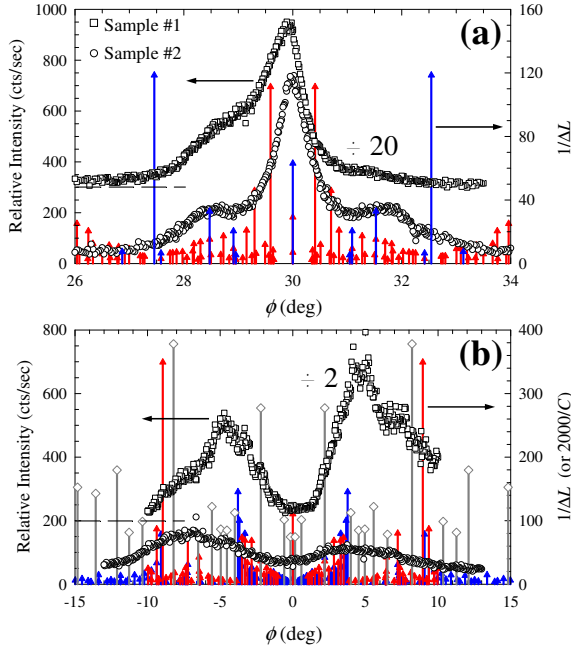 1000
800
600
400
200
0
Relative Intensity (cts/sec)
Sample #1
Sample #2
(a)
÷ 20
160
120
80
40
0
1/ΔL
26 28 30 32 34
ϕ (deg)
800
600
400
200
0
Relative Intensity (cts/sec)
(b)
÷ 2
400
300
200
100
0
1/ΔL (or 2000/C)
-15 -10 -5 0 5 10 15
ϕ (deg)